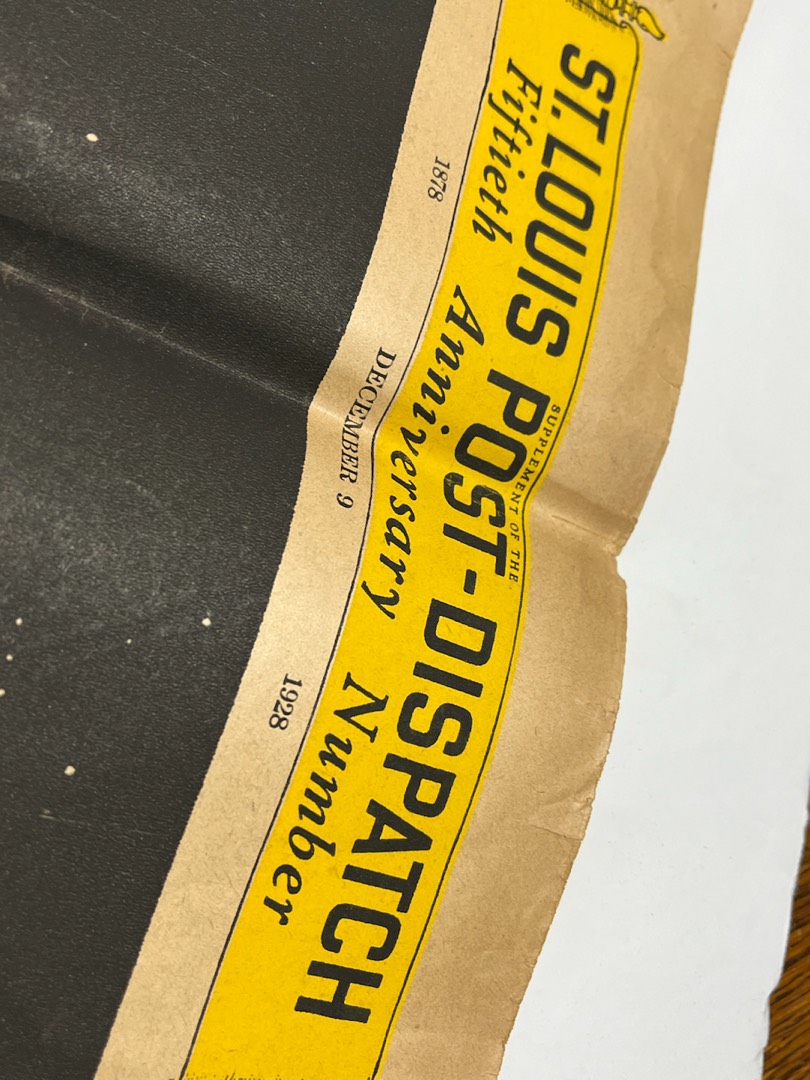 SUPPLEMENT OF THE
ST. LOUIS POST-DISPATCH
Fiftieth Anniversary Number
1878 DECEMBER 9 1928